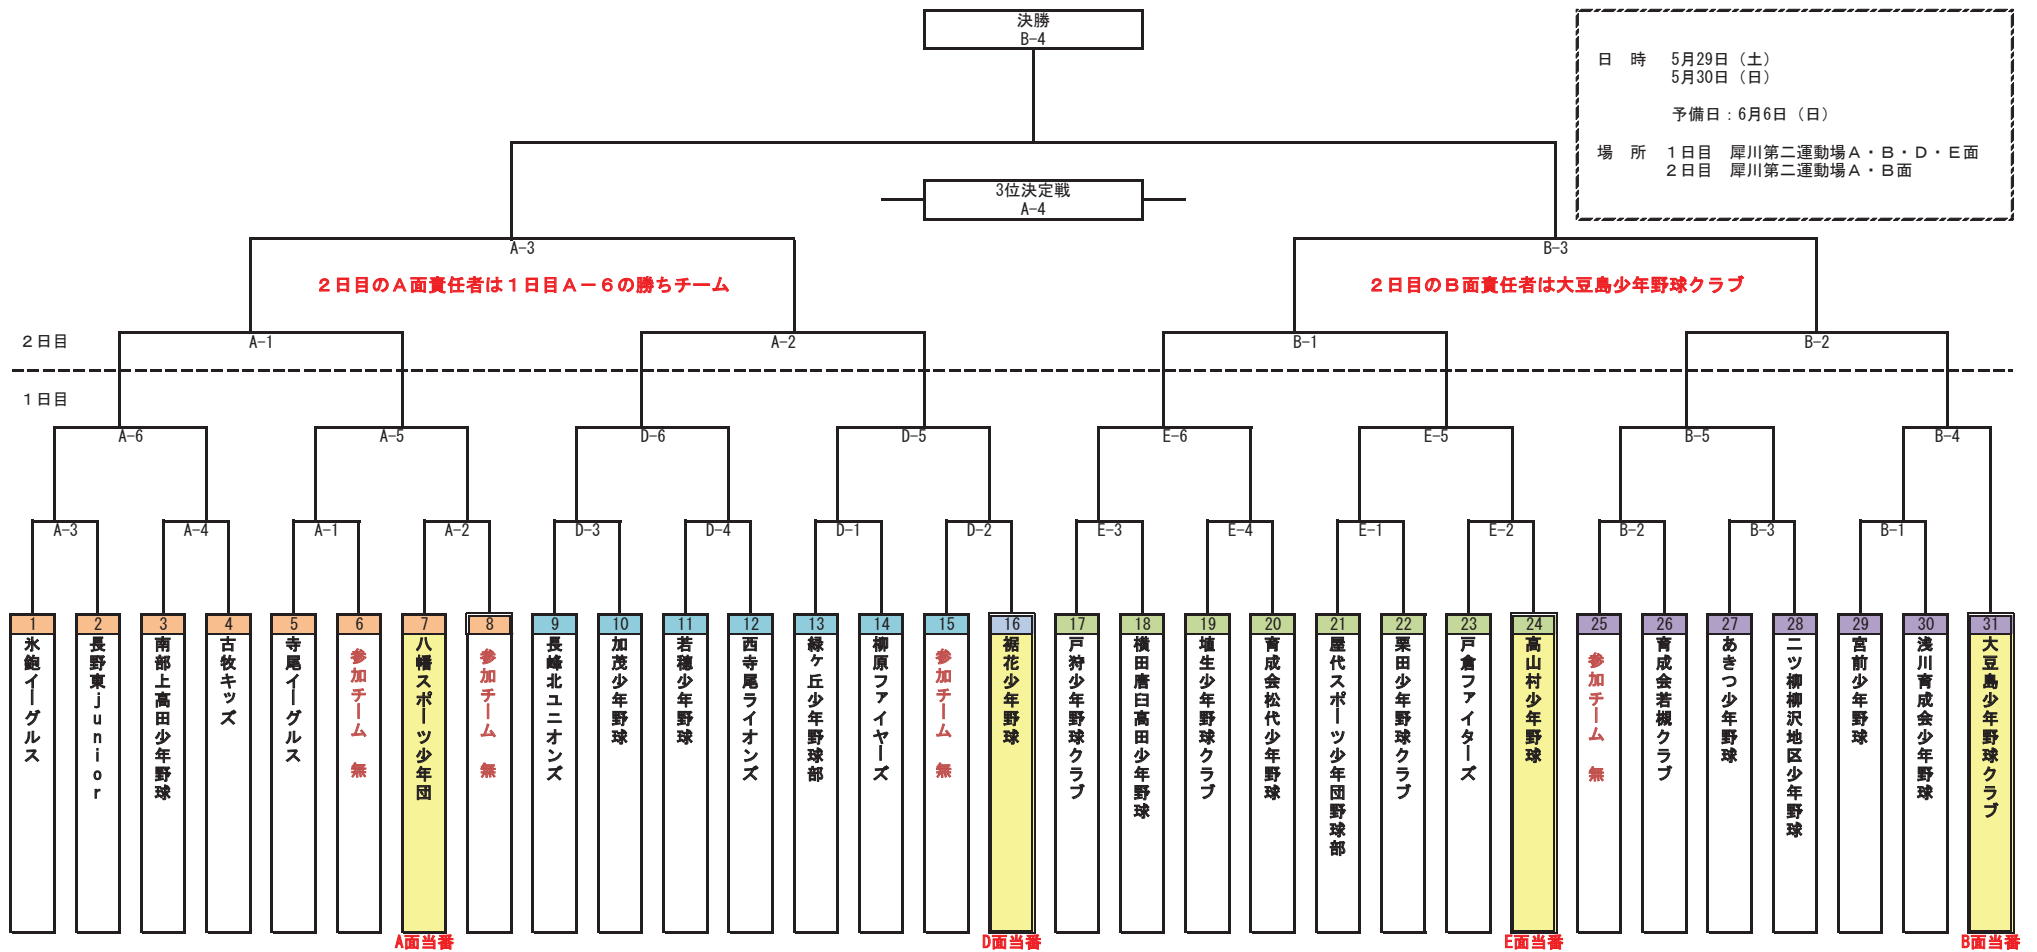 決勝
B-4
日　時　5月29日（土）
5月30日（日）
予備日：6月6日（日）
場　所　１日目　犀川第二運動場Ａ・Ｂ・Ｄ・Ｅ面
２日目　犀川第二運動場Ａ・Ｂ面
3位決定戦
A-4
A-3
B-3
２日目のＡ面責任者は１日目Ａ－６の勝ちチーム
２日目のＢ面責任者は大豆島少年野球クラブ
２日目
A-1
A-2
B-1
B-2
１日目
A-6
A-5
D-6
D-5
E-6
E-5
B-5
B-4
A-3
A-4
A-1
A-2
D-3
D-4
D-1
D-2
E-3
E-4
E-1
E-2
B-2
B-3
B-1
1
氷鉋イーグルス
2
長野東ｊｕｎｉｏｒ
3
南部上高田少年野球
4
古牧キッズ
5
寺尾イーグルス
6
参加チーム　無
7
八幡スポーツ少年団
8
参加チーム　無
9
長峰北ユニオンズ
10
加茂少年野球
11
若穂少年野球
12
西寺尾ライオンズ
13
緑ヶ丘少年野球部
14
柳原ファイヤーズ
15
参加チーム　無
16
裾花少年野球
17
戸狩少年野球クラブ
18
横田唐臼高田少年野球
19
埴生少年野球クラブ
20
育成会松代少年野球
21
屋代スポーツ少年団野球部
22
栗田少年野球クラブ
23
戸倉ファイターズ
24
高山村少年野球
25
参加チーム　無
26
育成会若槻クラブ
27
あきつ少年野球
28
二ツ柳柳沢地区少年野球
29
宮前少年野球
30
浅川育成会少年野球
31
大豆島少年野球クラブ
A面当番
D面当番
E面当番
B面当番